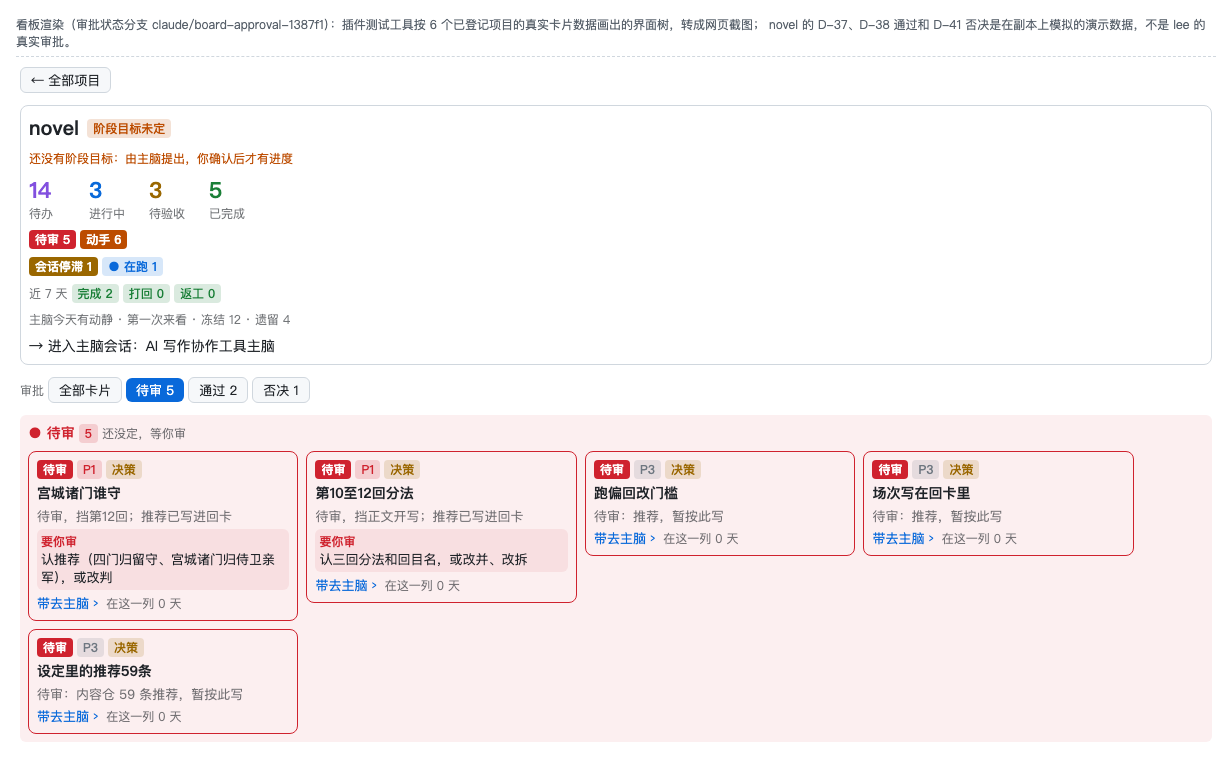 看板渲染（审批状态分支 claude/board-approval-1387f1）：插件测试工具按 6 个已登记项目的真实卡片数据画出的界面树，转成网页截图； novel 的 D-37、D-38 通过和 D-41 否决是在副本上模拟的演示数据，不是 lee 的
真实审批。
← 全部项目
novel 阶段目标未定
还没有阶段目标：由主脑提出，你确认后才有进度
14 3 3 5
待办 进行中 待验收 已完成
待审 5 动手 6
会话停滞 1 ● 在跑 1
近 7 天 完成 2 打回 0 返工 0
主脑今天有动静 · 第一次来看 · 冻结 12 · 遗留 4
→ 进入主脑会话：AI 写作协作工具主脑
审批 全部卡片 待审 5 通过 2 否决 1
● 待审 5 还没定，等你审
待审 P1 决策
宫城诸门谁守
待审，挡第12回；推荐已写进回卡
要你审
认推荐（四门归留守、宫城诸门归侍卫亲
军），或改判
带去主脑 › 在这一列 0 天
待审 P1 决策
第10至12回分法
待审，挡正文开写；推荐已写进回卡
要你审
认三回分法和回目名，或改并、改拆
带去主脑 › 在这一列 0 天
待审 P3 决策
跑偏回改门槛
待审：推荐，暂按此写
带去主脑 › 在这一列 0 天
待审 P3 决策
场次写在回卡里
待审：推荐，暂按此写
带去主脑 › 在这一列 0 天
待审 P3 决策
设定里的推荐59条
待审：内容仓 59 条推荐，暂按此写
带去主脑 › 在这一列 0 天